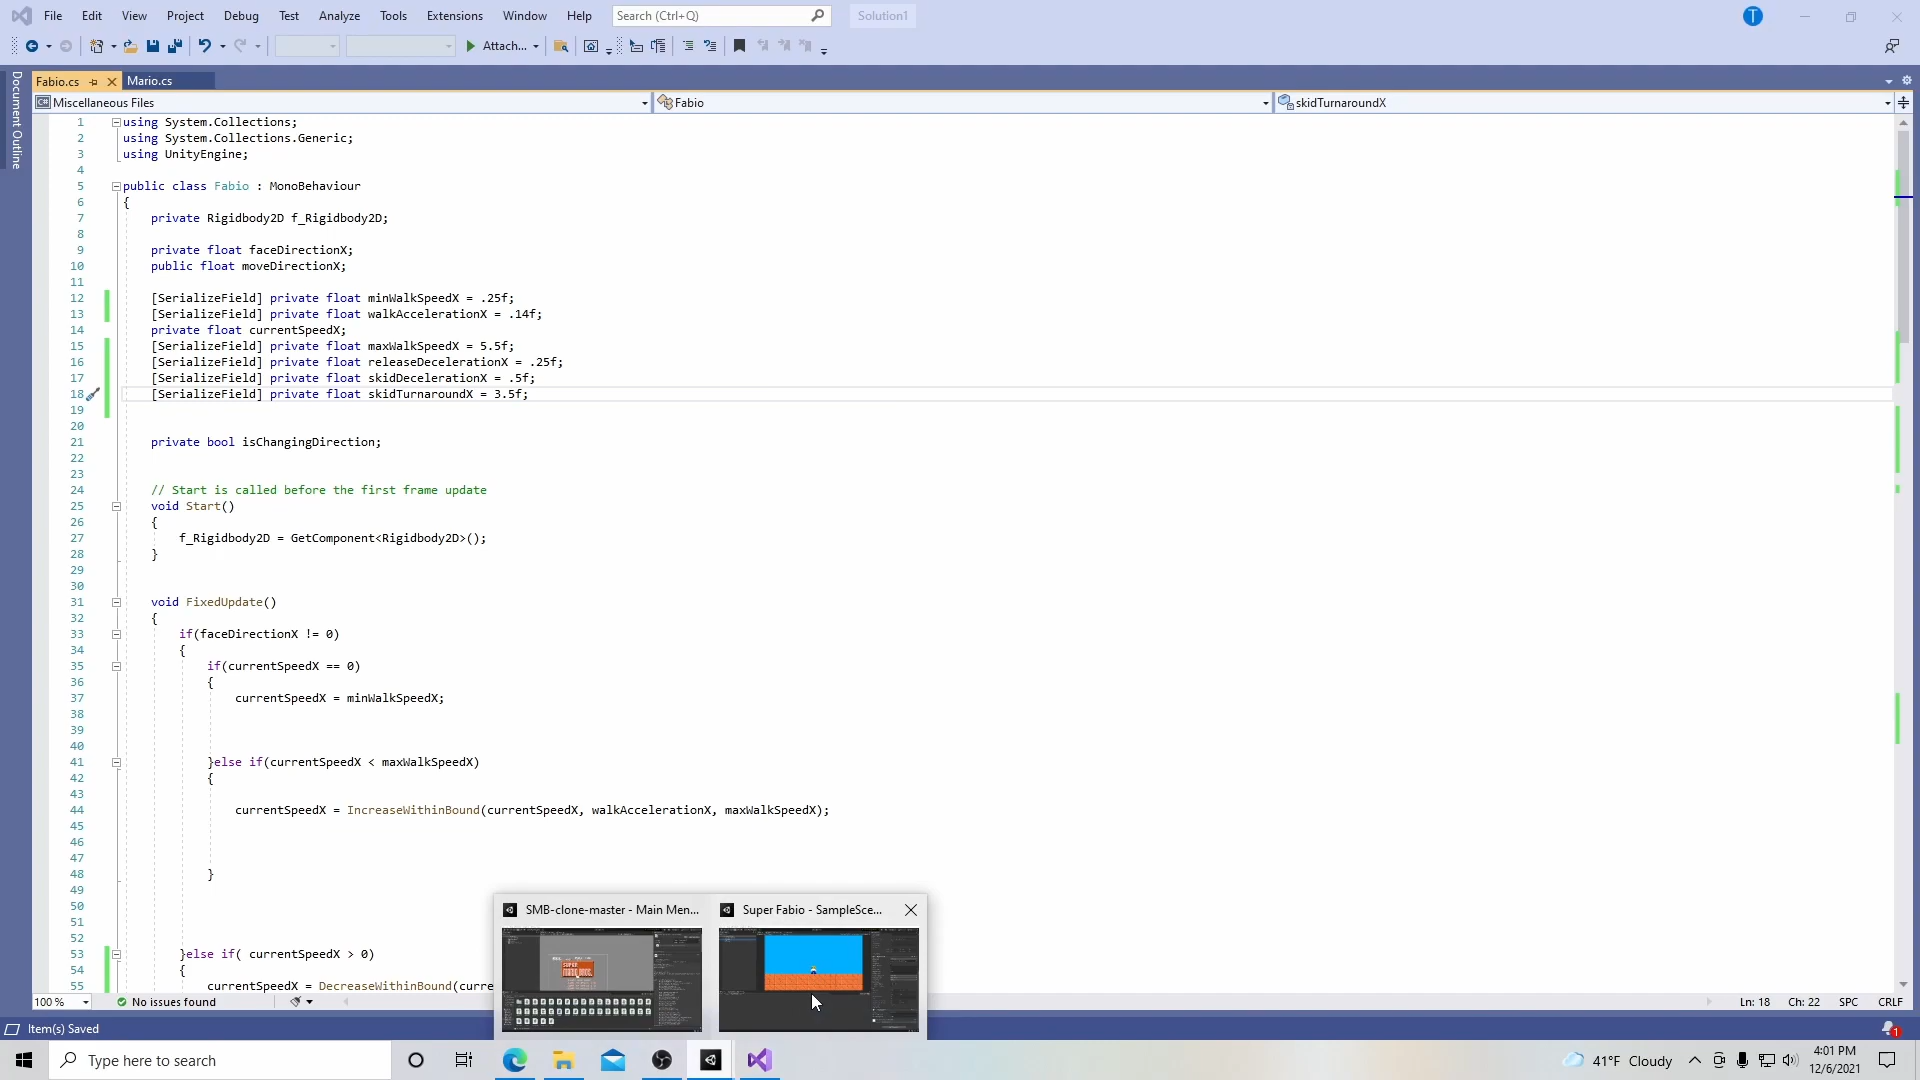 File Edit View Project Debug Test Analyze Tools Extensions Window Help Search (Ctrl+Q) Solution1
T
Attach...
Document Outline
Fabio.cs Mario.cs
Miscellaneous Files Fabio skidTurnaroundX
1 using System.Collections;
2 using System.Collections.Generic;
3 using UnityEngine;
4
5 public class Fabio : MonoBehaviour
6 {
7 private Rigidbody2D f_Rigidbody2D;
8
9 private float faceDirectionX;
10 public float moveDirectionX;
11
12 [SerializeField] private float minWalkSpeedX = .25f;
13 [SerializeField] private float walkAccelerationX = .14f;
14 private float currentSpeedX;
15 [SerializeField] private float maxWalkSpeedX = 5.5f;
16 [SerializeField] private float releaseDecelerationX = .25f;
17 [SerializeField] private float skidDecelerationX = .5f;
18 [SerializeField] private float skidTurnaroundX = 3.5f;
19
20
21 private bool isChangingDirection;
22
23
24 // Start is called before the first frame update
25 void Start()
26 {
27 f_Rigidbody2D = GetComponent<Rigidbody2D>();
28 }
29
30
31 void FixedUpdate()
32 {
33 if(faceDirectionX != 0)
34 {
35 if(currentSpeedX == 0)
36 {
37 currentSpeedX = minWalkSpeedX;
38
39
40
41 }else if(currentSpeedX < maxWalkSpeedX)
42 {
43
44 currentSpeedX = IncreaseWithinBound(currentSpeedX, walkAccelerationX, maxWalkSpeedX);
45
46
47
48 }
49
50
51
52
53 }else if( currentSpeedX > 0)
54 {
55 currentSpeedX = DecreaseWithinBound(curre
SMB-clone-master - Main Men... Super Fabio - SampleSce...
SUPER
MARIO BROS.
100 % No issues found Ln: 18 Ch: 22 SPC CRLF
Item(s) Saved 1
Type here to search 41°F Cloudy 4:01 PM
12/6/2021